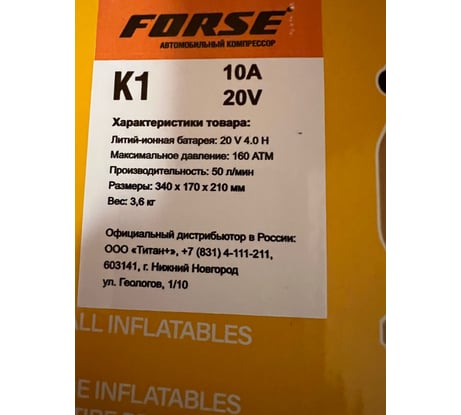 FORSE
АВТОМОБИЛЬНЫЙ КОМПРЕССОР
K1
10A
20V
Характеристики товара:
Литий-ионная батарея: 20 V 4.0 H
Максимальное давление: 160 АТМ
Производительность: 50 л/мин
Размеры: 340 x 170 x 210 мм
Вес: 3,6 кг
Официальный дистрибьютор в России:
ООО «Титан+», +7 (831) 4-111-211,
603141, г. Нижний Новгород
ул. Геологов, 1/10
ALL INFLATABLES
E INFLATABLES